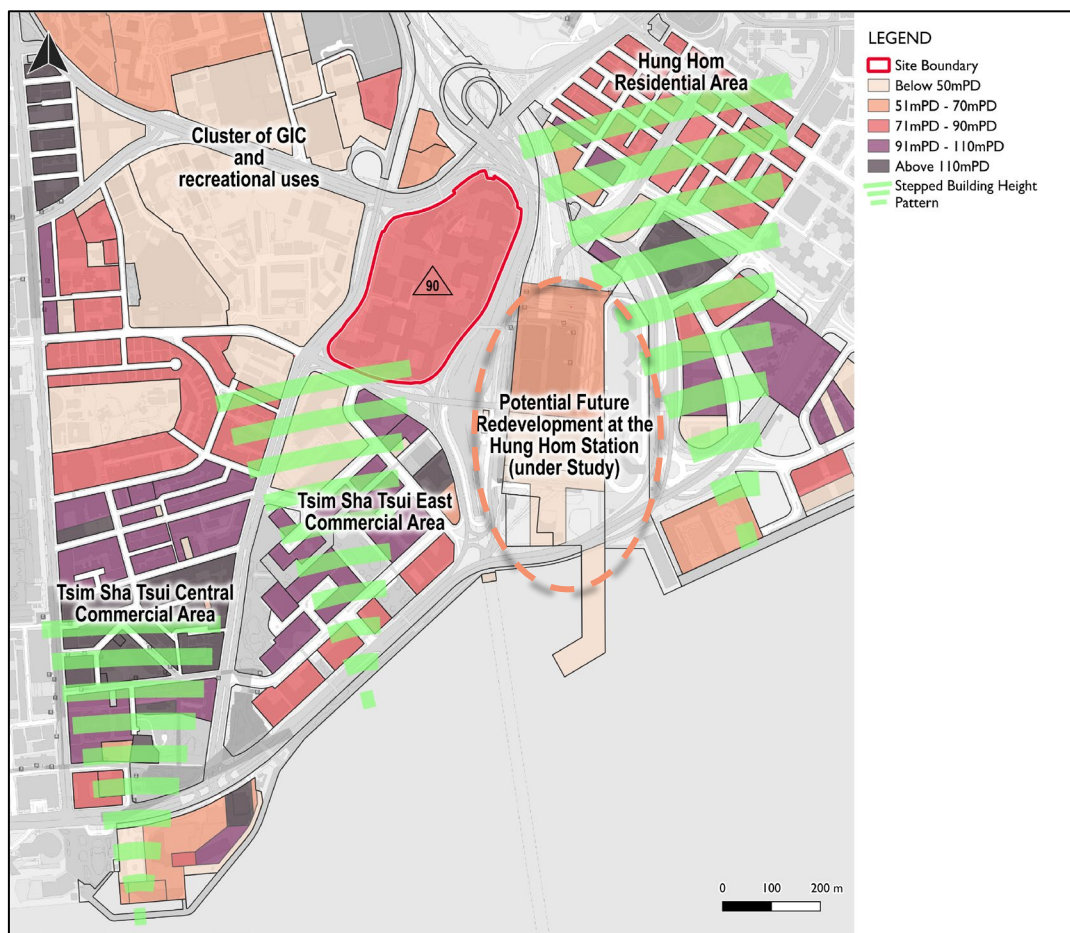 Hung Hom
Residential Area
Cluster of GIC
and
recreational uses
90
Potential Future
Redevelopment at the
Hung Hom Station
(under Study)
Tsim Sha Tsui East
Commercial Area
Tsim Sha Tsui Central
Commercial Area
0 100 200 m
LEGEND
Site Boundary
Below 50mPD
51mPD - 70mPD
71mPD - 90mPD
91mPD - 110mPD
Above 110mPD
Stepped Building Height
Pattern